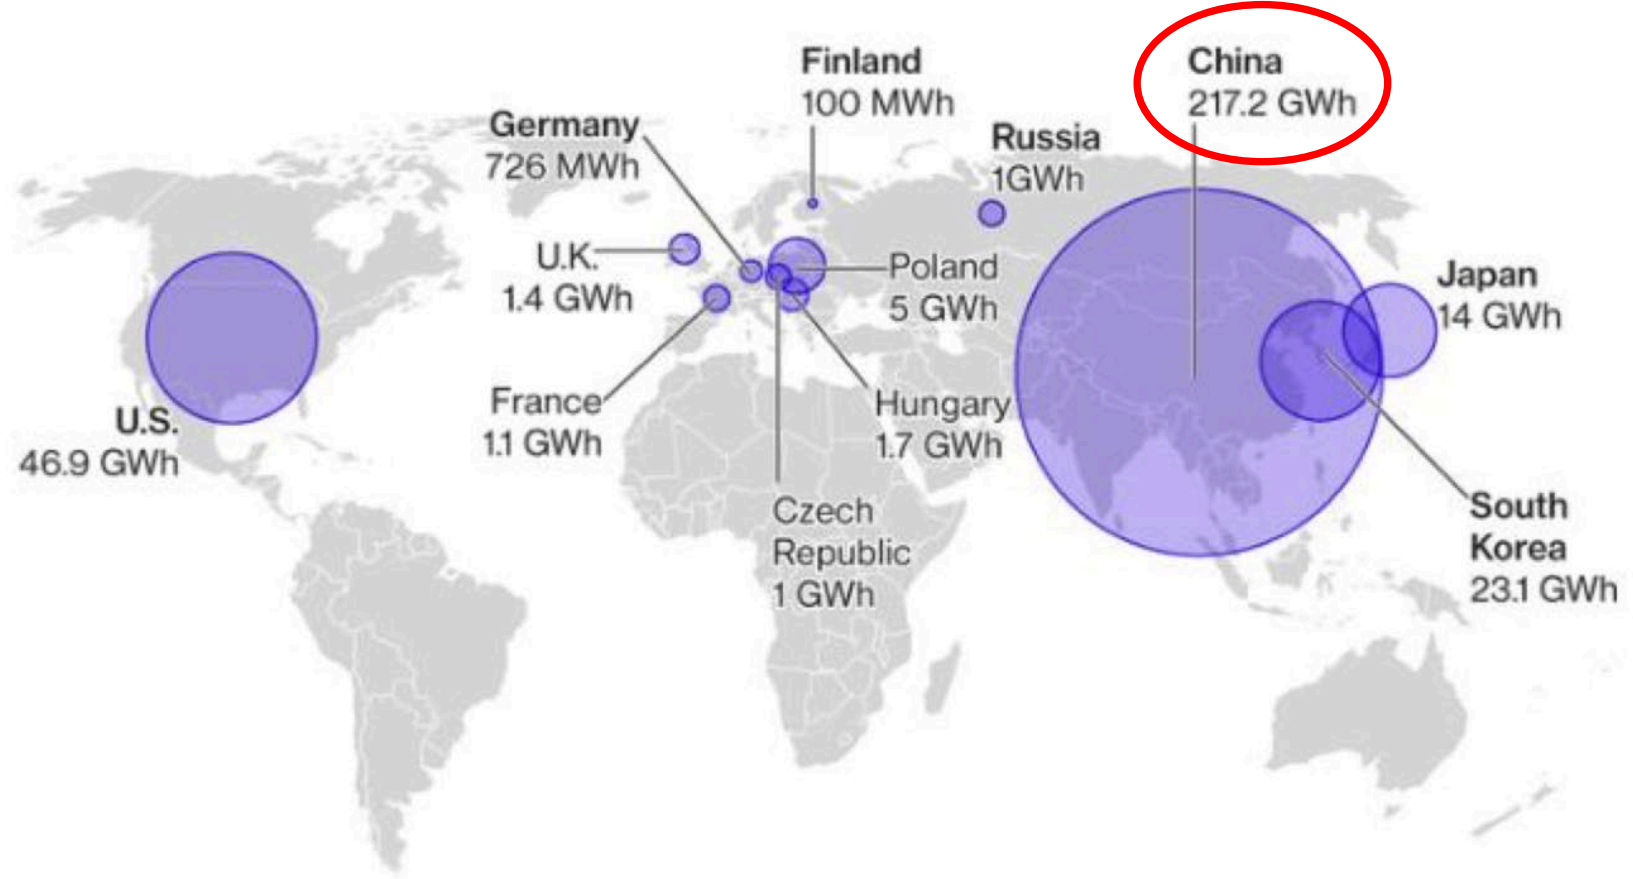 Finland
100 MWh
China
217.2 GWh
Germany
726 MWh
Russia
1GWh
U.K.
1.4 GWh
Poland
5 GWh
Japan
14 GWh
France
1.1 GWh
Hungary
1.7 GWh
U.S.
46.9 GWh
Czech
Republic
1 GWh
South
Korea
23.1 GWh